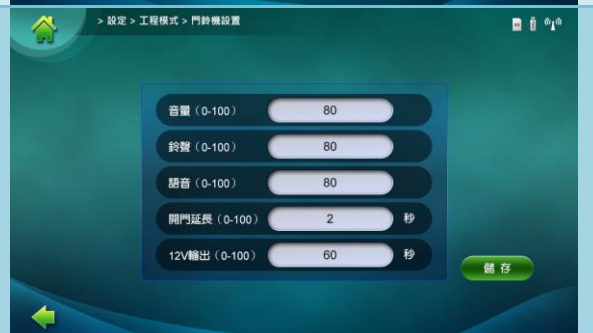 > 設定 > 工程模式 > 門鈴機設置
音量（0-100） 80
鈴聲（0-100） 80
語音（0-100） 80
開門延長（0-100） 2 秒
12V輸出（0-100） 60 秒
儲存